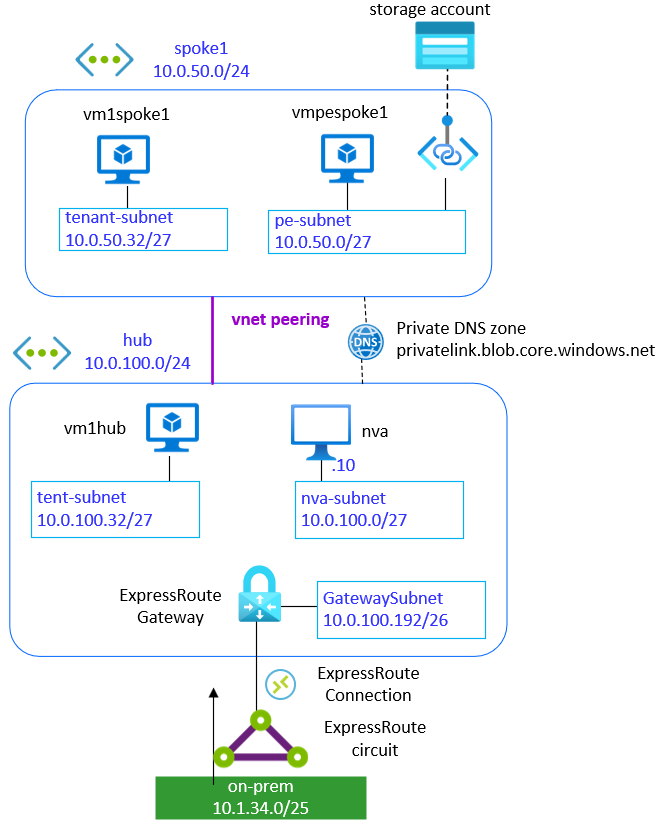 storage account
spoke1
10.0.50.0/24
vm1spoke1
vmpespoke1
tenant-subnet
10.0.50.32/27
pe-subnet
10.0.50.0/27
vnet peering
hub
10.0.100.0/24
DNS
Private DNS zone
privatelink.blob.core.windows.net
vm1hub
nva
.10
tent-subnet
10.0.100.32/27
nva-subnet
10.0.100.0/27
ExpressRoute
Gateway
GatewaySubnet
10.0.100.192/26
ExpressRoute
Connection
ExpressRoute
circuit
on-prem
10.1.34.0/25